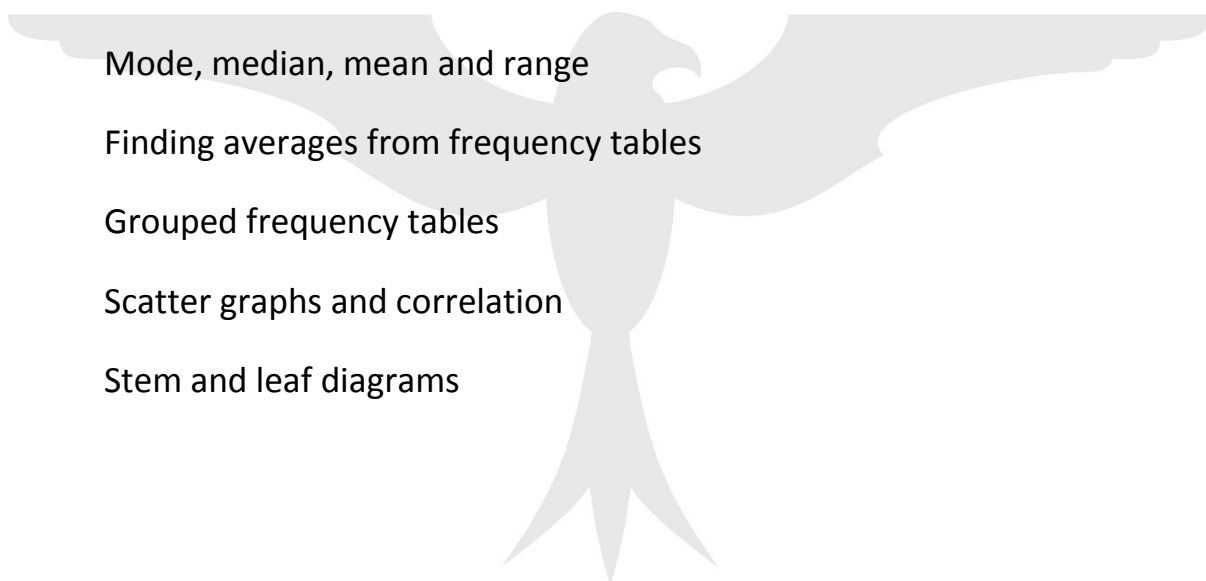 Mode, median, mean and range
Finding averages from frequency tables
Grouped frequency tables
Scatter graphs and correlation
Stem and leaf diagrams